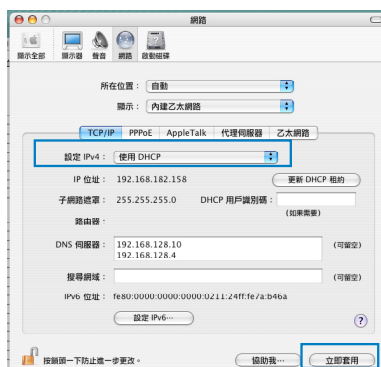 網路
顯示全部 顯示器 聲音 網路 啟動磁碟
所在位置： 自動
顯示： 內建乙太網路
TCP/IP PPPoE AppleTalk 代理伺服器 乙太網路
設定 IPv4： 使用 DHCP
IP 位址： 192.168.182.158 更新 DHCP 租約
子網路遮罩： 255.255.255.0 DHCP 用戶識別碼：
(如果需要)
路由器：
DNS 伺服器： 192.168.128.10 (可留空)
192.168.128.4
搜尋網域： (可留空)
IPv6 位址： fe80:0000:0000:0000:0211:24ff:fe7a:b46a
設定 IPv6… ?
按鎖頭一下防止進一步更改。 協助我… 立即套用